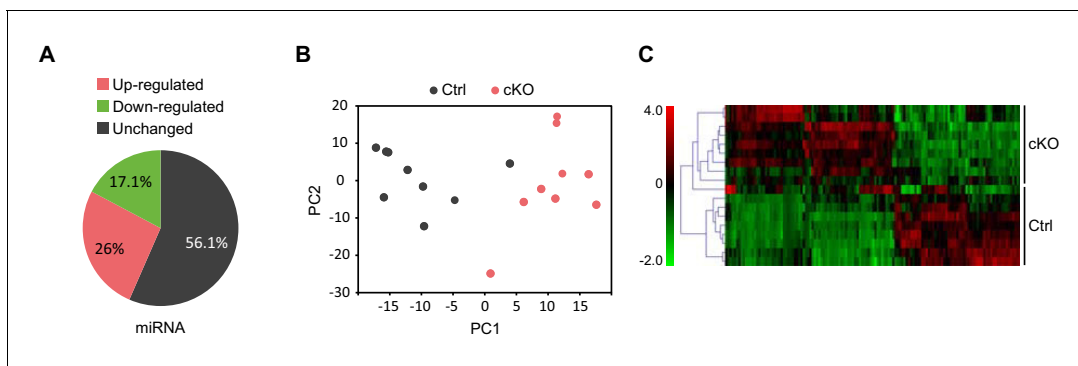 A
Up-regulated
Down-regulated
Unchanged
17.1%
26%
56.1%
miRNA
B
Ctrl cKO
20
10
0
-10
-20
-30
PC2
-15 -10 -5 0 5 10 15
PC1
C
4.0
0
-2.0
cKO
Ctrl